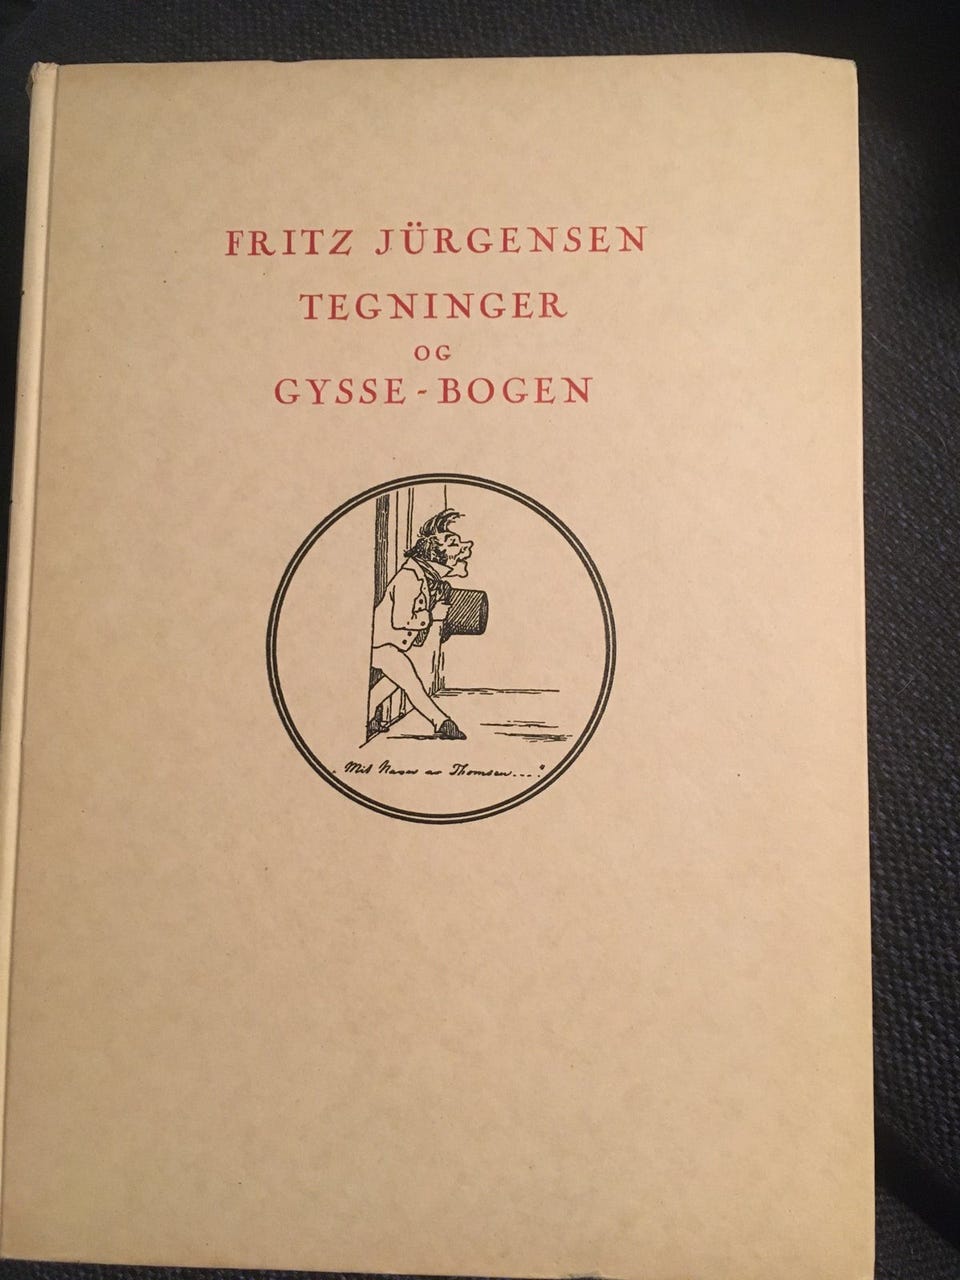 FRITZ JÜRGENSEN
TEGNINGER
OG
GYSSE-BOGEN
„Mit Navn er Thomsen...."